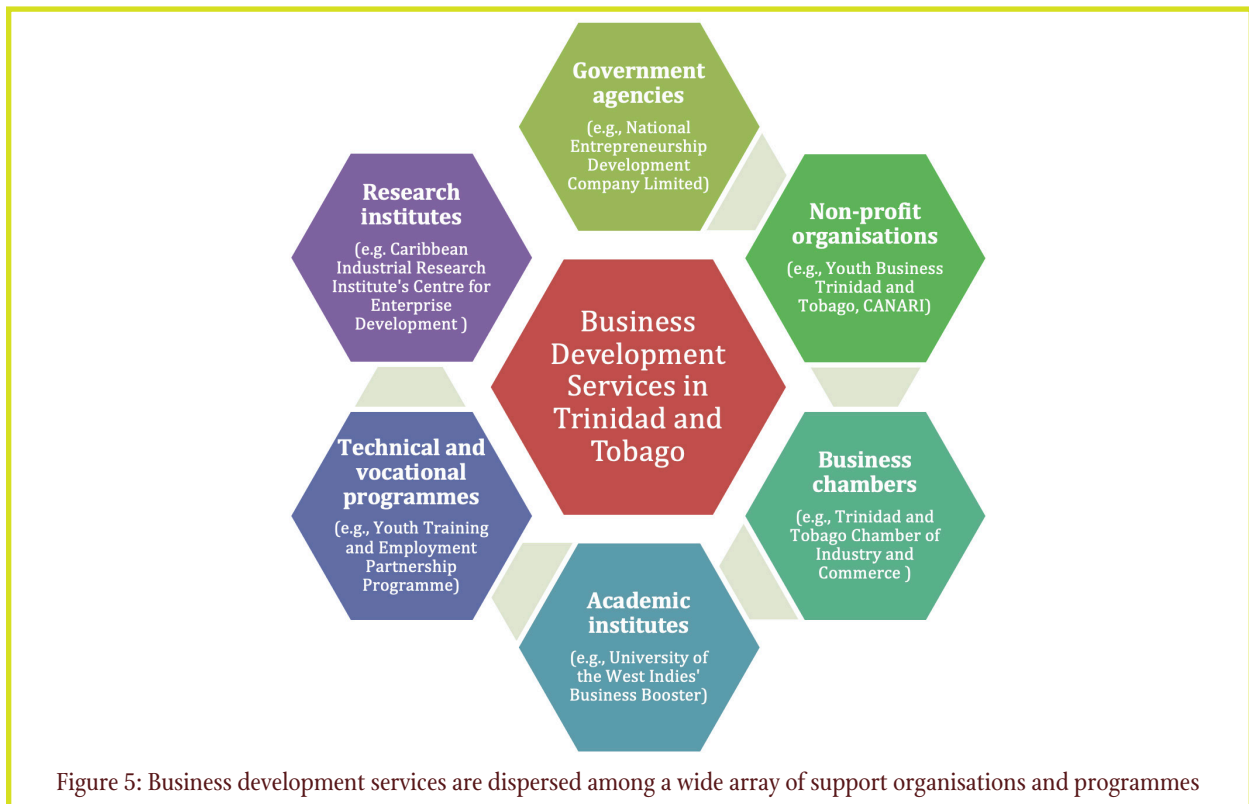 Government
agencies
(e.g., National
Entrepreneurship
Development
Company Limited)
Non-profit
organisations
(e.g., Youth Business
Trinidad and
Tobago, CANARI)
Business
chambers
(e.g., Trinidad and
Tobago Chamber of
Industry and
Commerce )
Academic
institutes
(e.g., University of
the West Indies'
Business Booster)
Technical and
vocational
programmes
(e.g., Youth Training
and Employment
Partnership
Programme)
Research
institutes
(e.g. Caribbean
Industrial Research
Institute's Centre for
Enterprise
Development )
Business
Development
Services in
Trinidad and
Tobago
Figure 5: Business development services are dispersed among a wide array of support organisations and programmes